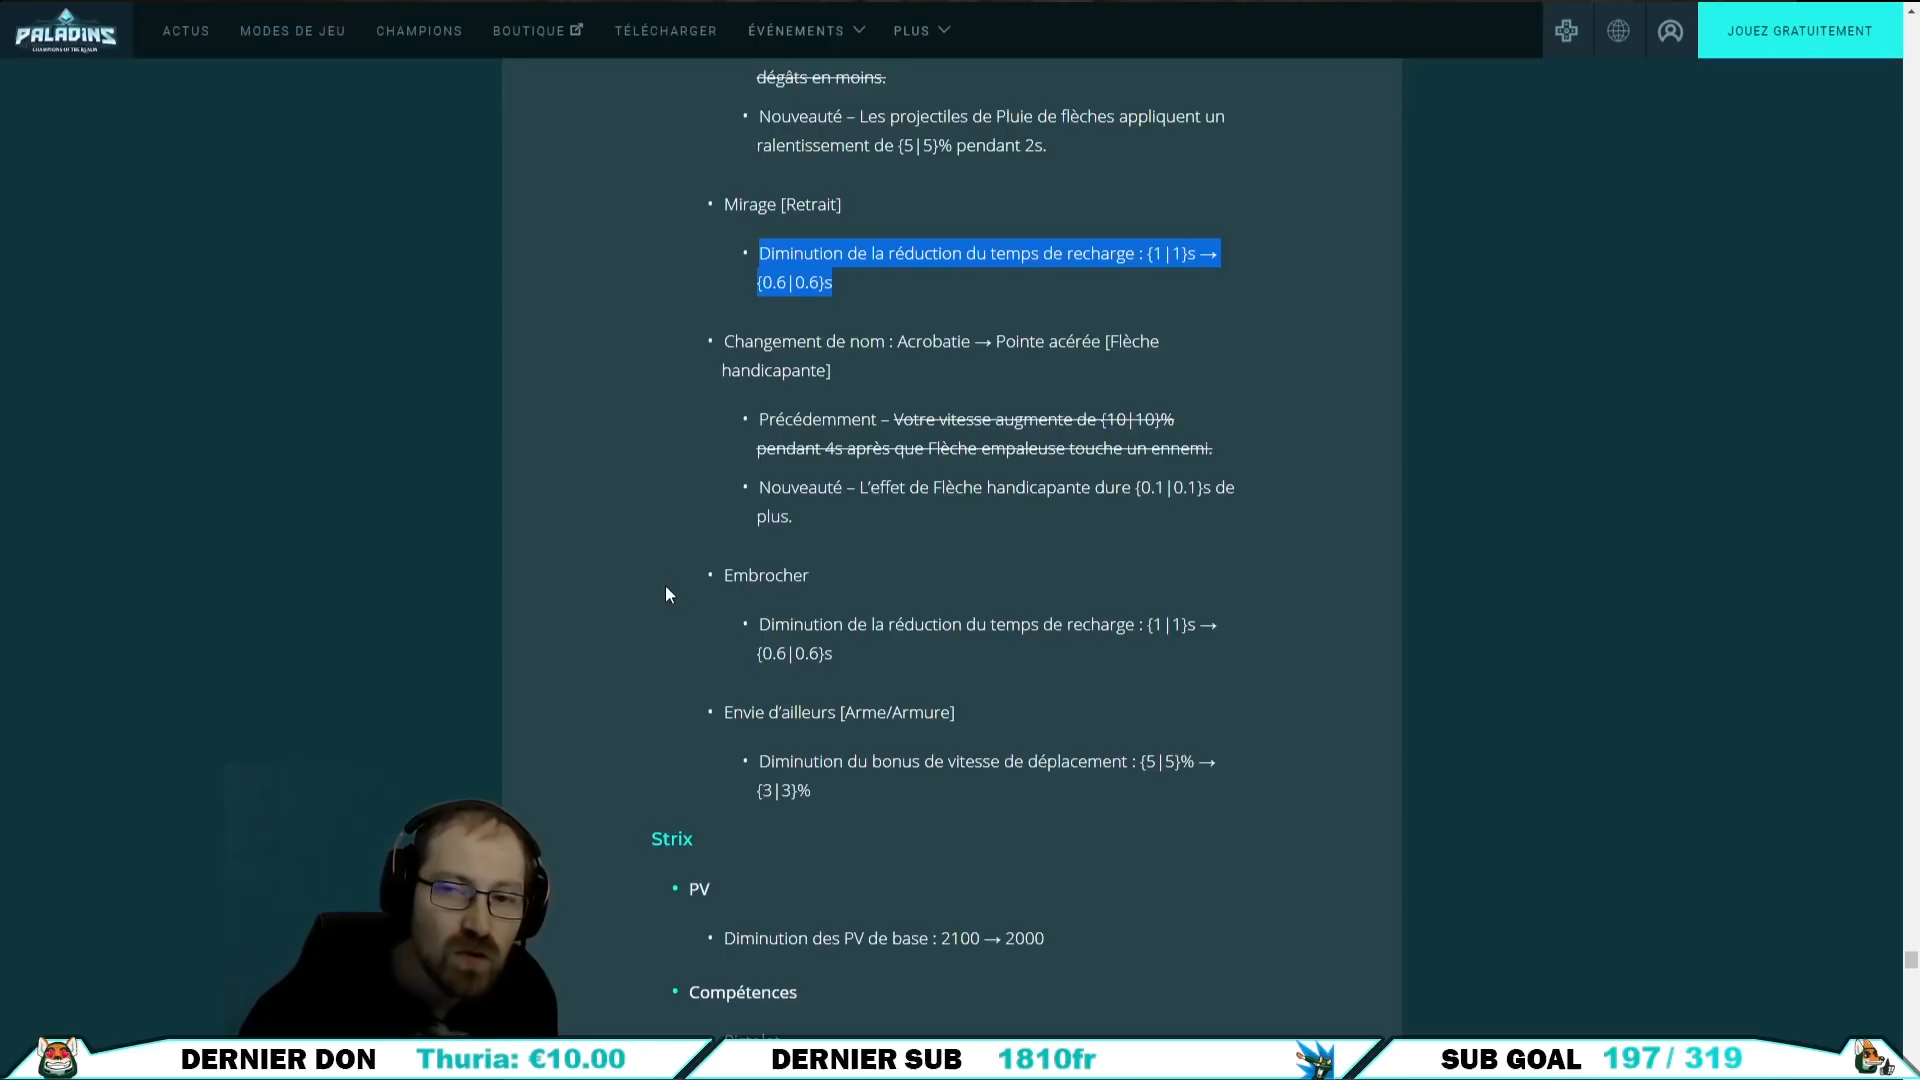 PALADINS
CHAMPIONS OF THE REALM
ACTUS
MODES DE JEU
CHAMPIONS
BOUTIQUE
TÉLÉCHARGER
ÉVÉNEMENTS
PLUS
JOUEZ GRATUITEMENT
dégâts en moins.
• Nouveauté – Les projectiles de Pluie de flèches appliquent un
ralentissement de {5|5}% pendant 2s.
• Mirage [Retrait]
• Diminution de la réduction du temps de recharge : {1|1}s →
{0.6|0.6}s
• Changement de nom : Acrobatie → Pointe acérée [Flèche
handicapante]
• Précédemment – Votre vitesse augmente de {10|10}%
pendant 4s après que Flèche empaleuse touche un ennemi.
• Nouveauté – L’effet de Flèche handicapante dure {0.1|0.1}s de
plus.
• Embrocher
• Diminution de la réduction du temps de recharge : {1|1}s →
{0.6|0.6}s
• Envie d’ailleurs [Arme/Armure]
• Diminution du bonus de vitesse de déplacement : {5|5}% →
{3|3}%
Strix
• PV
• Diminution des PV de base : 2100 → 2000
• Compétences
DERNIER DON Thuria: €10.00
DERNIER SUB 1810fr
SUB GOAL 197 / 319